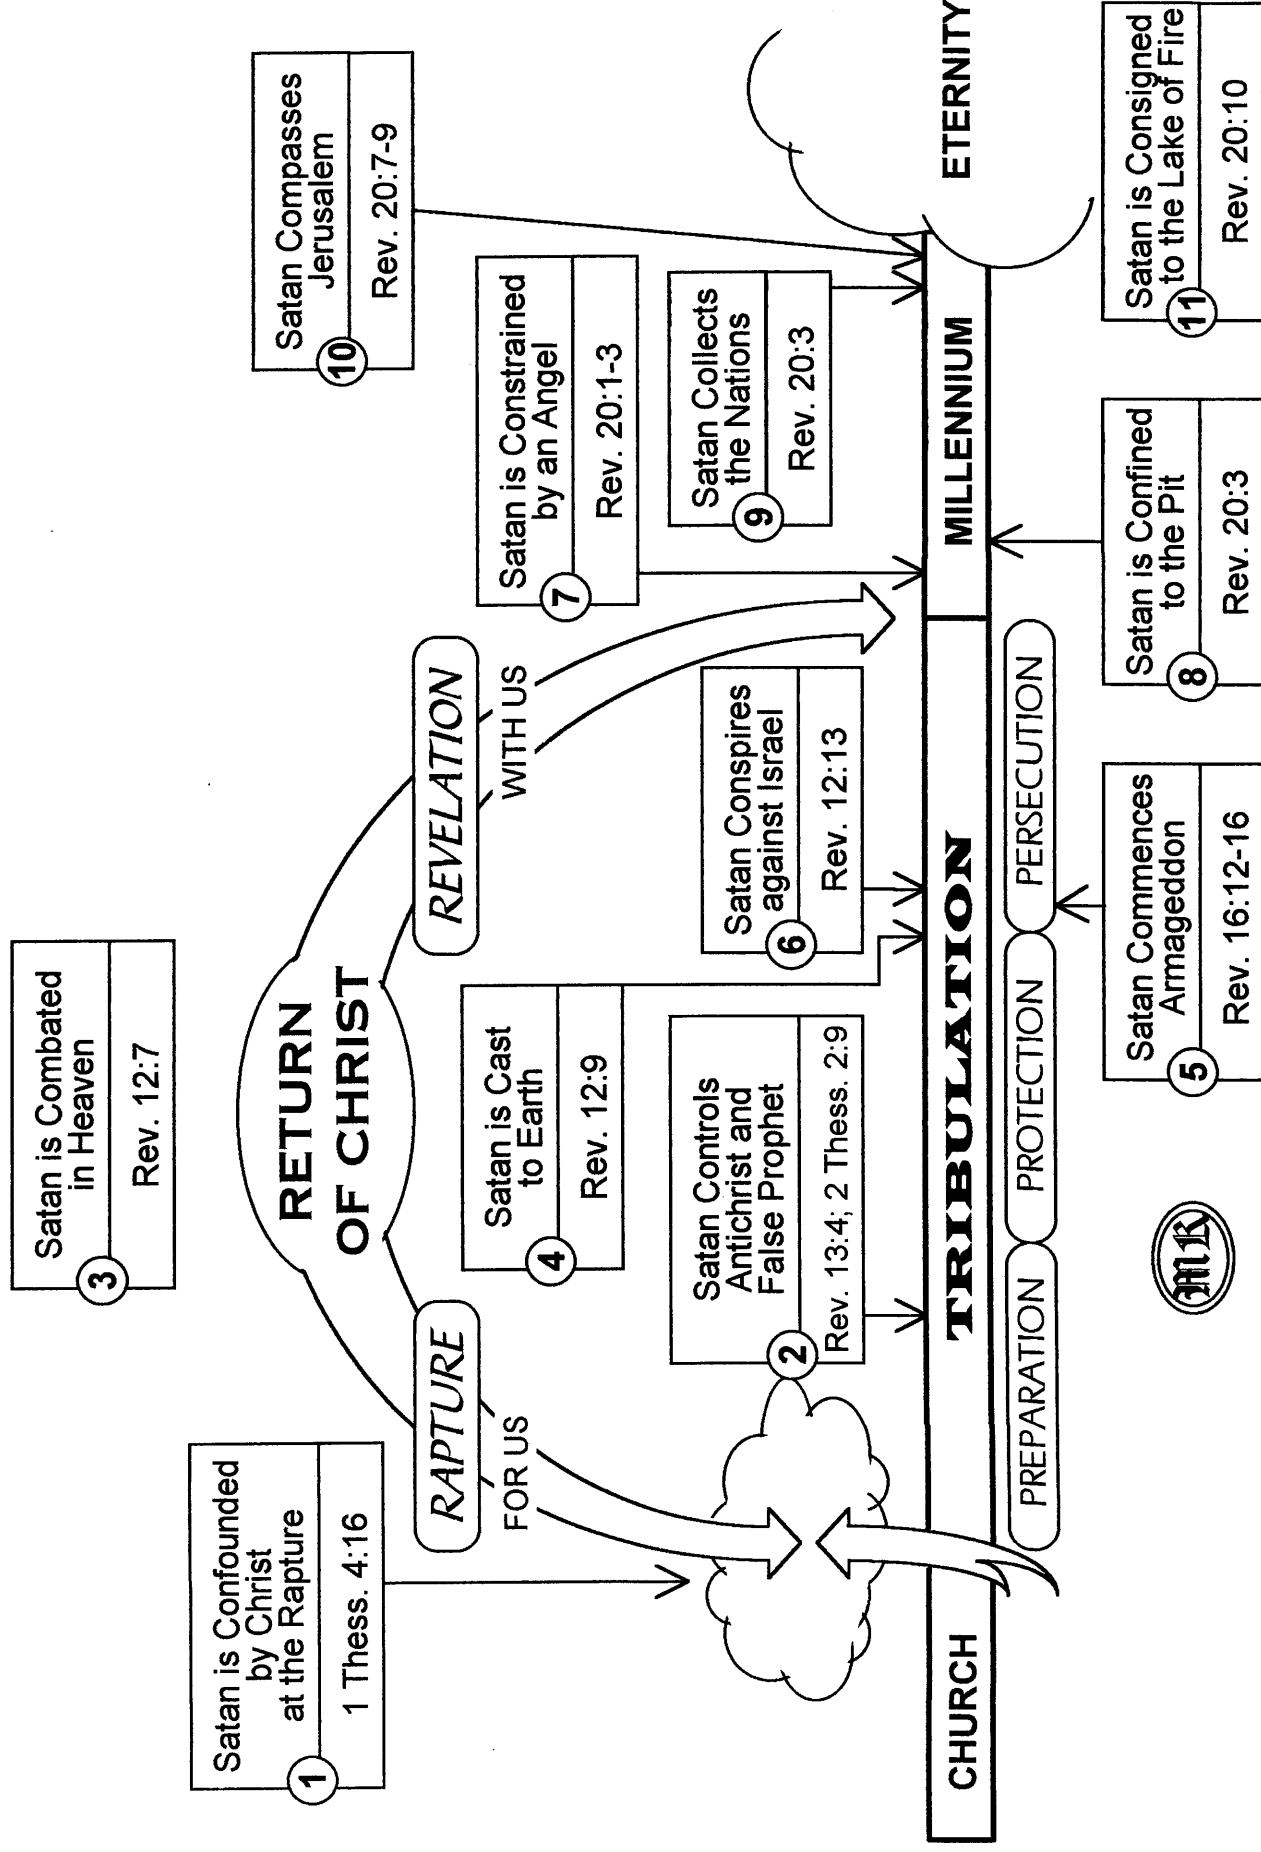 3
Satan is Combated
in Heaven
Rev. 12:7
1
Satan is Confounded
by Christ
at the Rapture
1 Thess. 4:16
RETURN
OF CHRIST
10
Satan Compasses
Jerusalem
Rev. 20:7-9
RAPTURE
FOR US
REVELATION
WITH US
4
Satan is Cast
to Earth
Rev. 12:9
7
Satan is Constrained
by an Angel
Rev. 20:1-3
2
Satan Controls
Antichrist and
False Prophet
Rev. 13:4; 2 Thess. 2:9
6
Satan Conspires
against Israel
Rev. 12:13
9
Satan Collects
the Nations
Rev. 20:3
CHURCH
TRIBULATION
MILLENNIUM
ETERNITY
PREPARATION
PROTECTION
PERSECUTION
MR
5
Satan Commences
Armageddon
Rev. 16:12-16
8
Satan is Confined
to the Pit
Rev. 20:3
11
Satan is Consigned
to the Lake of Fire
Rev. 20:10